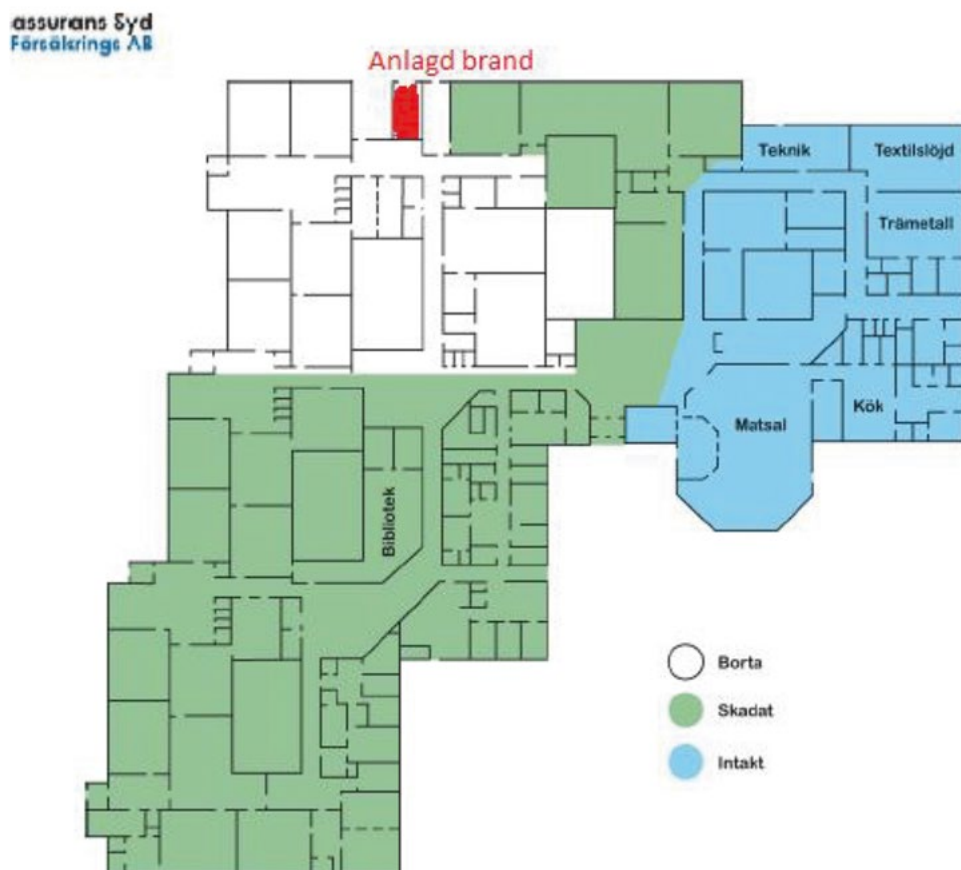 assurans Syd
Försäkrings AB
Anlagd brand
Teknik
Textilslöjd
Trämetall
Kök
Matsal
Bibliotek
Borta
Skadat
Intakt